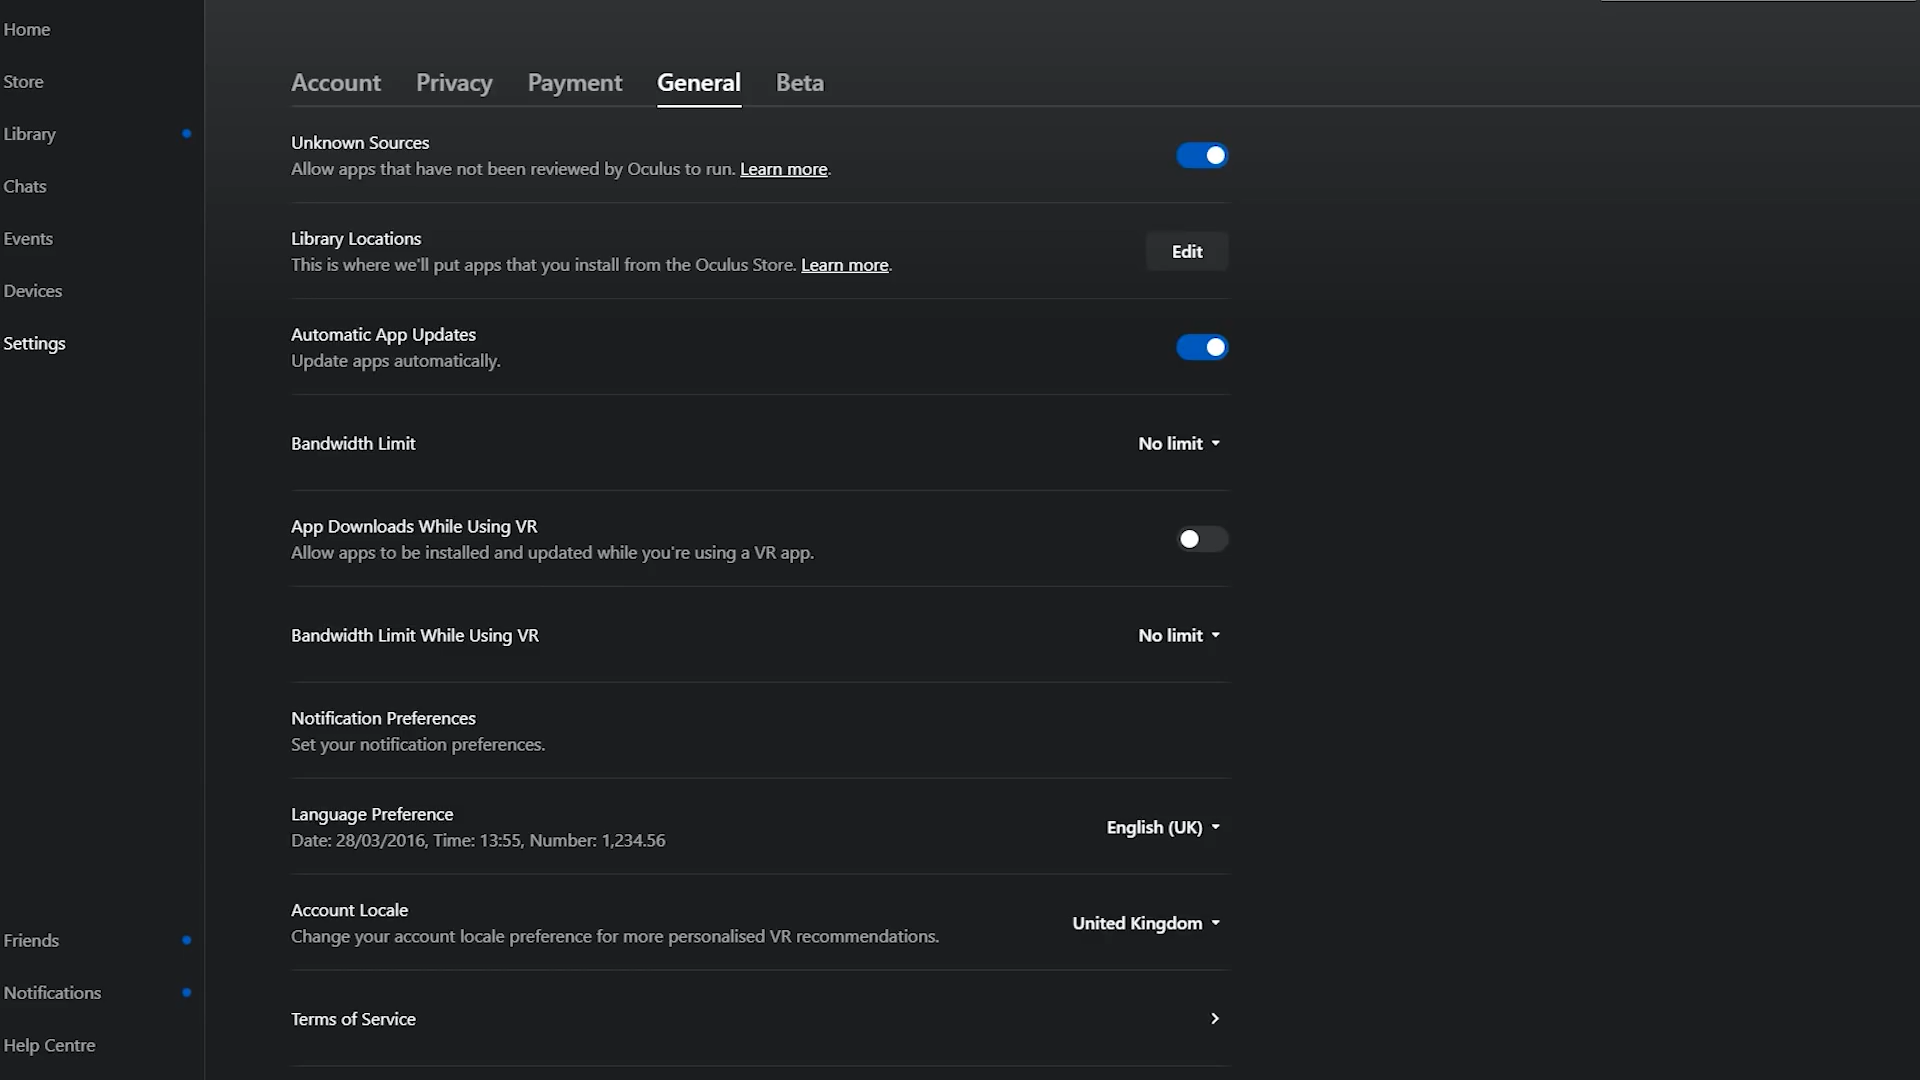 Home
Store
Library
Chats
Events
Devices
Settings
Friends
Notifications
Help Centre
Account Privacy Payment General Beta
Unknown Sources
Allow apps that have not been reviewed by Oculus to run. Learn more.
Library Locations
This is where we'll put apps that you install from the Oculus Store. Learn more.
Edit
Automatic App Updates
Update apps automatically.
Bandwidth Limit
No limit
App Downloads While Using VR
Allow apps to be installed and updated while you're using a VR app.
Bandwidth Limit While Using VR
No limit
Notification Preferences
Set your notification preferences.
Language Preference
Date: 28/03/2016, Time: 13:55, Number: 1,234.56
English (UK)
Account Locale
Change your account locale preference for more personalised VR recommendations.
United Kingdom
Terms of Service